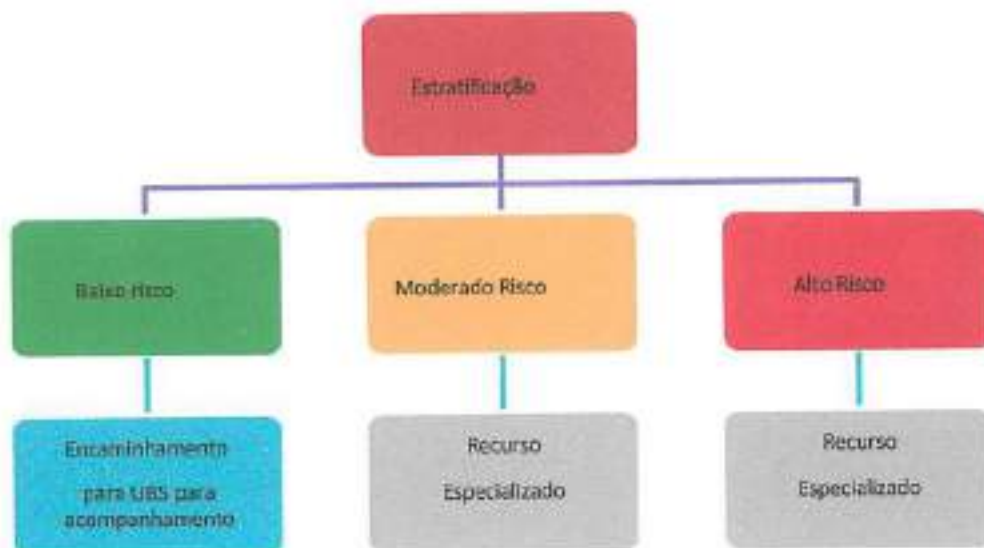 Estratificação
Baixo risco
Moderado Risco
Alto Risco
Encaminhamento
para UBS para
acompanhamento
Recurso
Especializado
Recurso
Especializado